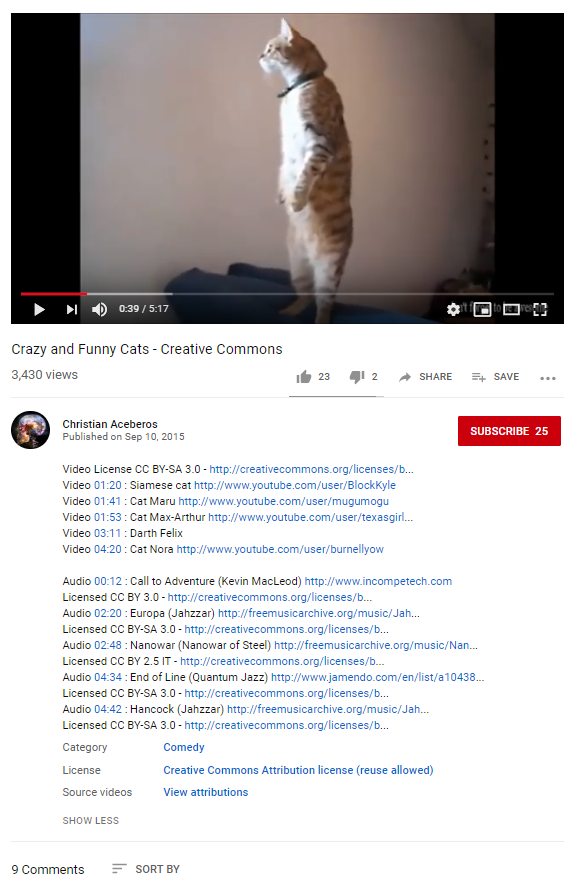 0:39 / 5:17
Crazy and Funny Cats - Creative Commons
3,430 views
23 2 SHARE SAVE
Christian Aceberos
Published on Sep 10, 2015
SUBSCRIBE 25
Video License CC BY-SA 3.0 - http://creativecommons.org/licenses/b...
Video 01:20 : Siamese cat http://www.youtube.com/user/BlockKyle
Video 01:41 : Cat Maru http://www.youtube.com/user/mugumogu
Video 01:53 : Cat Max-Arthur http://www.youtube.com/user/texasgirl...
Video 03:11 : Darth Felix
Video 04:20 : Cat Nora http://www.youtube.com/user/burnellyow
Audio 00:12 : Call to Adventure (Kevin MacLeod) http://www.incompetech.com
Licensed CC BY 3.0 - http://creativecommons.org/licenses/b...
Audio 02:20 : Europa (Jahzzar) http://freemusicarchive.org/music/Jah...
Licensed CC BY-SA 3.0 - http://creativecommons.org/licenses/b...
Audio 02:48 : Nanowar (Nanowar of Steel) http://freemusicarchive.org/music/Nan...
Licensed CC BY 2.5 IT - http://creativecommons.org/licenses/b...
Audio 04:34 : End of Line (Quantum Jazz) http://www.jamendo.com/en/list/a10438...
Licensed CC BY-SA 3.0 - http://creativecommons.org/licenses/b...
Audio 04:42 : Hancock (Jahzzar) http://freemusicarchive.org/music/Jah...
Licensed CC BY-SA 3.0 - http://creativecommons.org/licenses/b...
Category Comedy
License Creative Commons Attribution license (reuse allowed)
Source videos View attributions
SHOW LESS
9 Comments SORT BY